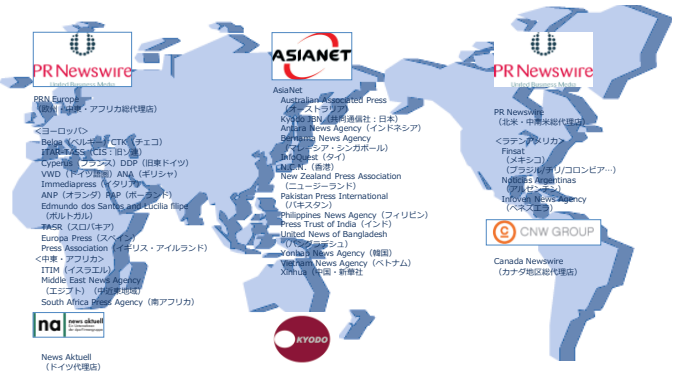 PR Newswire
United Business Media
PRN Europe
（欧州・中東・アフリカ総代理店）
＜ヨーロッパ＞
Belga（ベルギー）CTK（チェコ）
ITAR-TASS（CIS：旧ソ連）
Cyperus（フランス）DDP（旧東ドイツ）
VWD（ドイツ語圏）ANA（ギリシャ）
Immediapress（イタリア）
ANP（オランダ）PAP（ポーランド）
Edmundo dos Santos and Lucilia filipe
（ポルトガル）
TASR（スロバキア）
Europa Press（スペイン）
Press Association（イギリス・アイルランド）
＜中東・アフリカ＞
ITIM（イスラエル）
Middle East News Agency
（エジプト）（中近東地域）
South Africa Press Agency（南アフリカ）
na news aktuell
News Aktuell
（ドイツ代理店）
ASIANET
AsiaNet
Australian Associated Press
（オーストラリア）
Kyodo JBN（共同通信社：日本）
Antara News Agency（インドネシア）
Bernama News Agency
（マレーシア・シンガポール）
InfoQuest（タイ）
N.C.N.（香港）
New Zealand Press Association
（ニュージーランド）
Pakistan Press International
（パキスタン）
Philippines News Agency（フィリピン）
Press Trust of India（インド）
United News of Bangladesh
（バングラデシュ）
Yonhap News Agency（韓国）
Vietnam News Agency（ベトナム）
Xinhua（中国・新華社
KYODO
PR Newswire
United Business Media
PR Newswire
（北米・中南米総代理店）
＜ラテンアメリカ＞
Finsat
（メキシコ）
（ブラジル/チリ/コロンビア…）
Noticias Argentinas
（アルゼンチン）
Infoven News Agency
（ベネズエラ）
CNW GROUP
Canada Newswire
（カナダ地区総代理店）